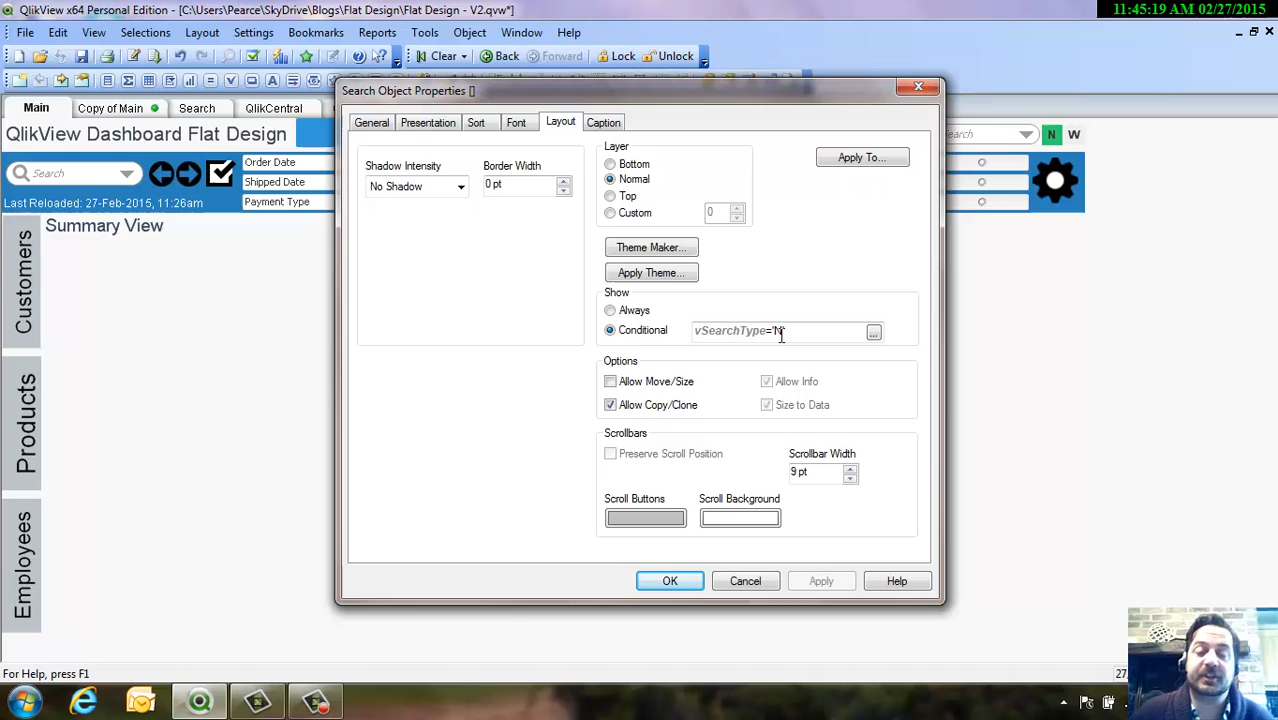 QlikView x64 Personal Edition - [C:\Users\Pearce\SkyDrive\Blogs\Flat Design\Flat Design - V2.qvw*]
11:45:19 AM 02/27/2015
File Edit View Selections Layout Settings Bookmarks Reports Tools Object Window Help
Clear Back Forward Lock Unlock
Main Copy of Main Search QlikCentral
QlikView Dashboard Flat Design
Search
Last Reloaded: 27-Feb-2015, 11:26am
Order Date
Shipped Date
Payment Type
Search
N W
Summary View
Customers
Products
Employees
Search Object Properties []
General Presentation Sort Font Layout Caption
Shadow Intensity
No Shadow
Border Width
0 pt
Layer
Bottom
Normal
Top
Custom
0
Apply To...
Theme Maker...
Apply Theme...
Show
Always
Conditional
vSearchType='N'
...
Options
Allow Move/Size
Allow Info
Allow Copy/Clone
Size to Data
Scrollbars
Preserve Scroll Position
Scrollbar Width
9 pt
Scroll Buttons
Scroll Background
OK Cancel Apply Help
For Help, press F1
27,